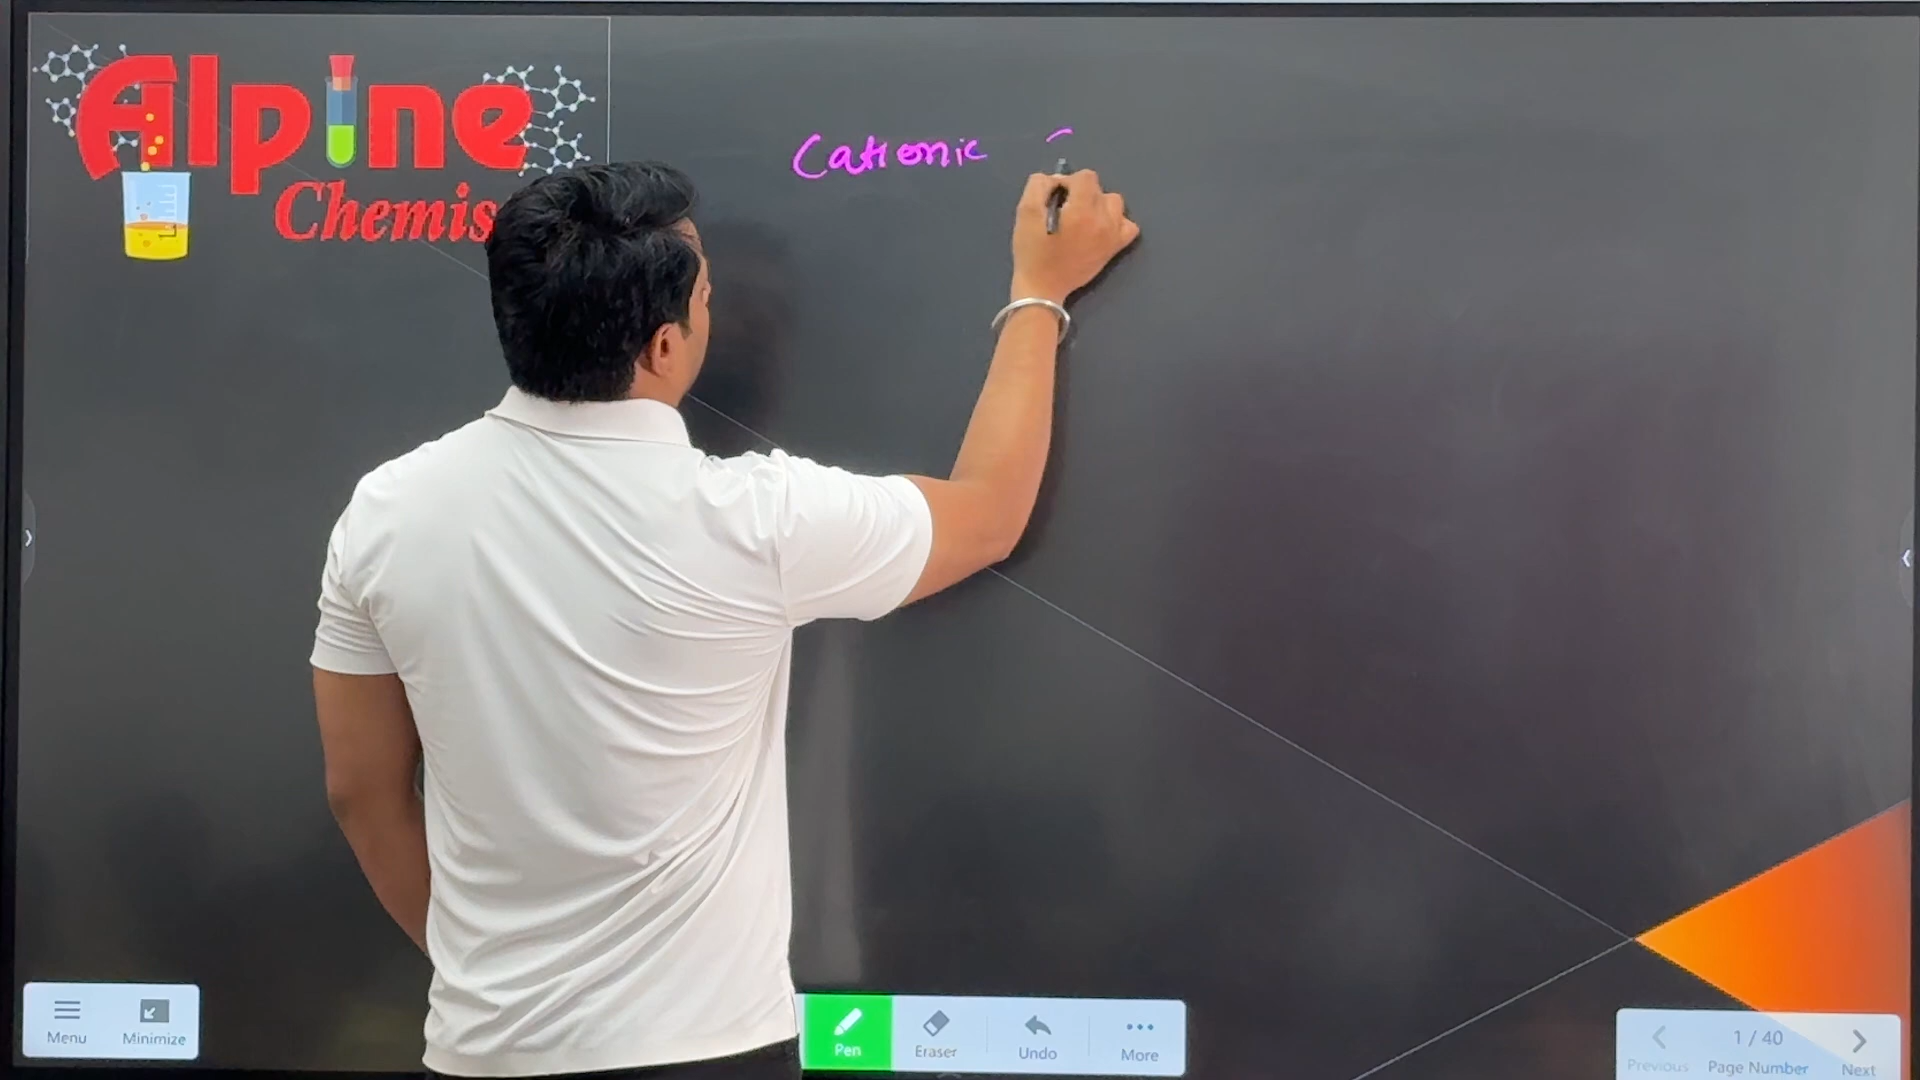 Alpine
Chemis
Cationic
Menu
Minimize
Pen
Eraser
Undo
More
1 / 40
Previous
Page Number
Next